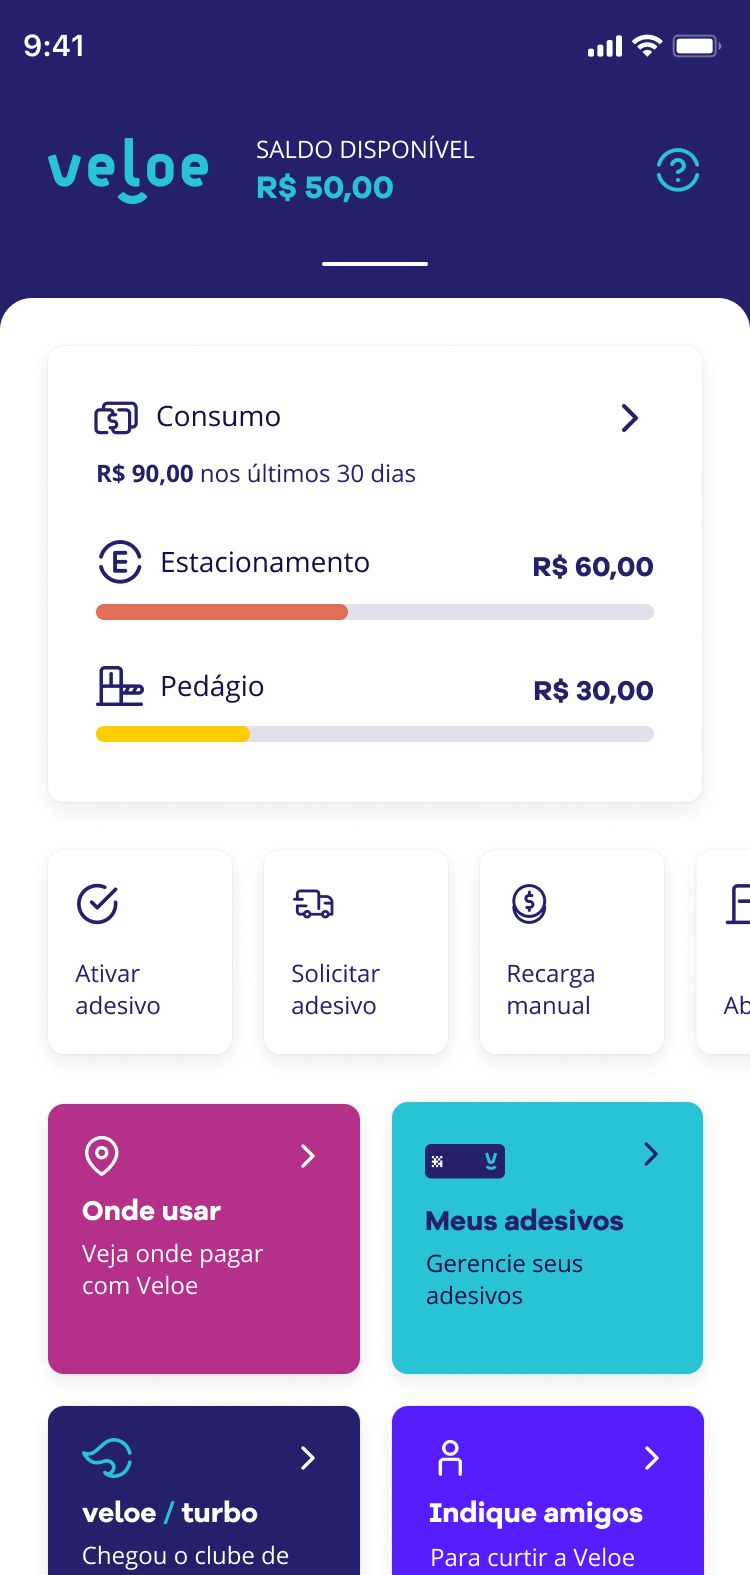 9:41
veloe
SALDO DISPONÍVEL
R$ 50,00
Consumo
R$ 90,00 nos últimos 30 dias
E
Estacionamento
R$ 60,00
Pedágio
R$ 30,00
Ativar
adesivo
Solicitar
adesivo
Recarga
manual
Ab
Onde usar
Veja onde pagar
com Veloe
Meus adesivos
Gerencie seus
adesivos
veloe / turbo
Chegou o clube de
Indique amigos
Para curtir a Veloe